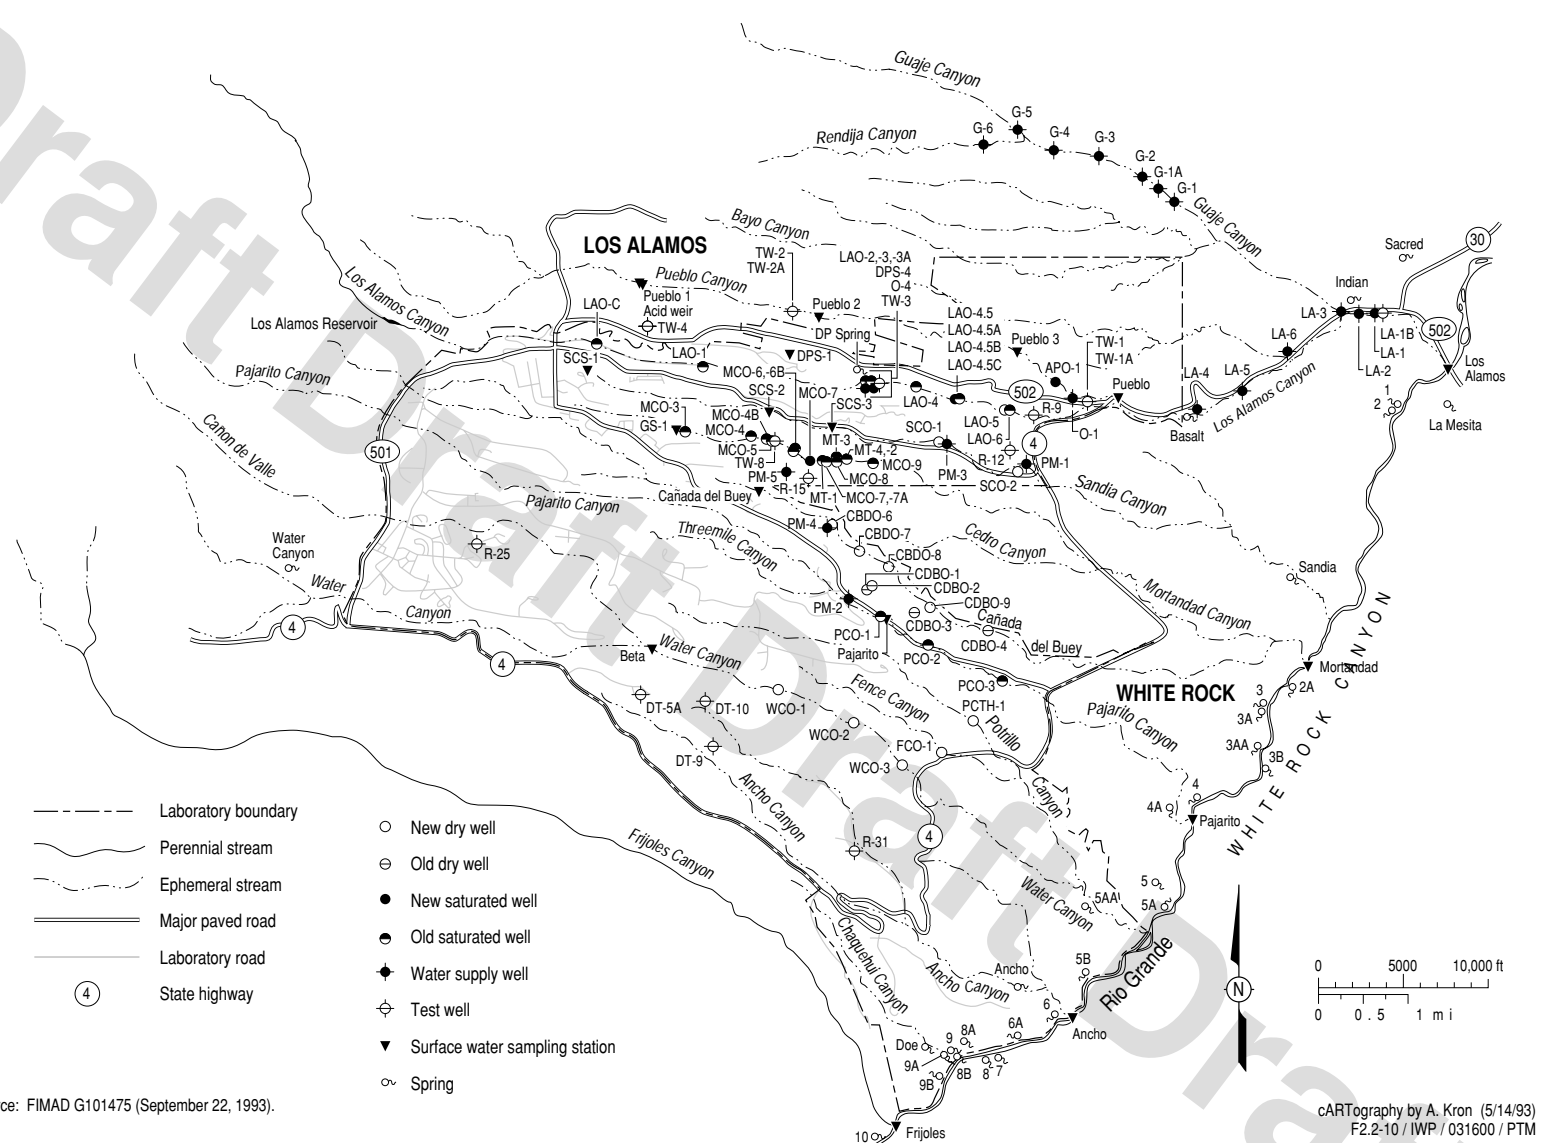 Guaje Canyon
G-5
G-6
G-4
G-3
Rendija Canyon
G-2
G-1A
G-1
Guaje Canyon
Bayo Canyon
LOS ALAMOS
Sacred
30
TW-2
TW-2A
LAO-2,-3,-3A
DPS-4
O-4
TW-3
Pueblo Canyon
Los Alamos Canyon
Indian
Pueblo 1
Acid weir
LAO-C
Pueblo 2
LAO-4.5
LAO-4.5A
LAO-4.5B
LAO-4.5C
LA-3
LA-1B
LA-1
LA-2
502
Los Alamos Reservoir
TW-4
DP Spring
Pueblo 3
TW-1
TW-1A
LA-6
SCS-1
LAO-1
DPS-1
APO-1
Los
Alamos
Pajarito Canyon
MCO-6,-6B
SCS-2
MCO-7
502
Pueblo
LA-4
LA-5
Los Alamos Canyon
MCO-3
GS-1
MCO-4B
MCO-4
SCS-3
LAO-4
LAO-5
R-9
1
2
La Mesita
Cañon de Valle
501
MCO-5
TW-8
MT-3
MT-4,-2
SCO-1
LAO-6
O-1
Basalt
4
PM-5
R-15
MCO-9
MCO-8
PM-3
R-12
PM-1
SCO-2
Cañada del Buey
MT-1
MCO-7,-7A
Sandia Canyon
Pajarito Canyon
PM-4
CBDO-6
Threemile Canyon
CBDO-7
Cedro Canyon
Water
Canyon
R-25
CBDO-8
Sandia
CDBO-1
CDBO-2
Water
Canyon
Mortandad Canyon
PM-2
CDBO-9
4
PCO-1
CDBO-3
Cañada
del Buey
Pajarito
PCO-2
CDBO-4
Beta
Water Canyon
4
Mortandad
WHITE ROCK
WHITE ROCK CANYON
PCO-3
2A
Fence Canyon
DT-5A
DT-10
WCO-1
PCTH-1
Potrillo
Canyon
Pajarito Canyon
3
3A
WCO-2
FCO-1
3AA
3B
DT-9
WCO-3
Ancho Canyon
4A
4
Pajarito
Laboratory boundary
Perennial stream
Ephemeral stream
Major paved road
Laboratory road
4
State highway
New dry well
Old dry well
New saturated well
Old saturated well
Water supply well
Test well
Surface water sampling station
Spring
Frijoles Canyon
R-31
4
Water Canyon
5
5AA
5A
Chaquehui Canyon
Ancho Canyon
Ancho
5B
Rio Grande
6
Ancho
6A
Doe
9
8A
9A
8B
8
7
9B
10
Frijoles
N
0 5000 10,000 ft
0 0.5 1 mi
rce: FIMAD G101475 (September 22, 1993).
cARTography by A. Kron (5/14/93)
F2.2-10 / IWP / 031600 / PTM
Draft Draft Draft Draft